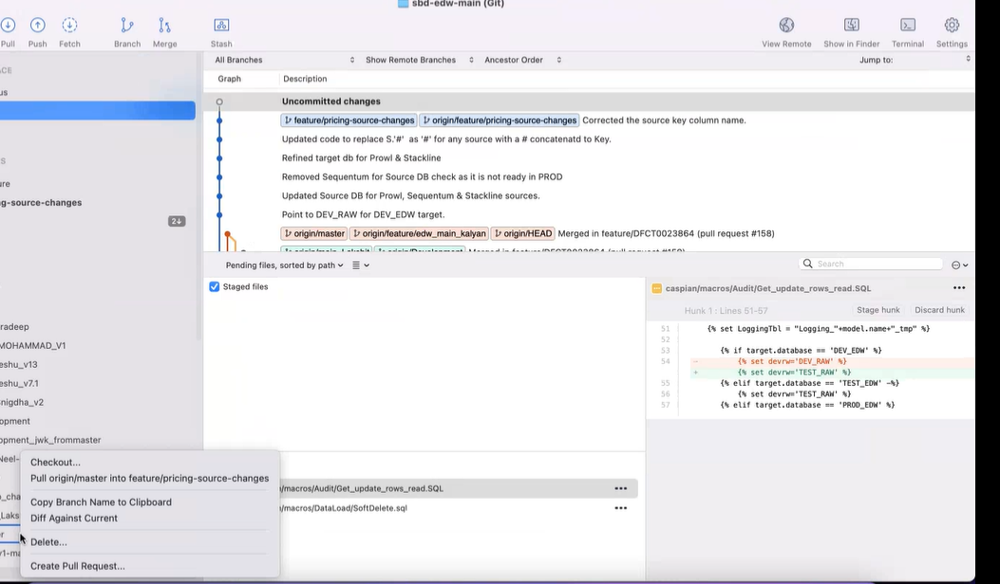 sbd-edw-main (Git)
Pull Push Fetch Branch Merge Stash View Remote Show in Finder Terminal Settings
All Branches Show Remote Branches Ancestor Order Jump to:
Graph Description
Uncommitted changes
feature/pricing-source-changes origin/feature/pricing-source-changes Corrected the source key column name.
Updated code to replace S.'#' as '#' for any source with a # concatenatd to Key.
Refined target db for Prowl & Stackline
Removed Sequentum for Source DB check as it is not ready in PROD
Updated Source DB for Prowl, Sequentum & Stackline sources.
Point to DEV_RAW for DEV_EDW target.
origin/master origin/feature/edw_main_kalyan origin/HEAD Merged in feature/DFCT0023864 (pull request #158)
ACE
us
S
ure
ng-source-changes
2↓
radeep
MOHAMMAD_V1
eshu_v13
eshu_v7.1
nigdha_v2
opment
opment_jwk_frommaster
Neel-
_cha
_Laks
er
v1-ma
Pending files, sorted by path
Search
Staged files
/macros/Audit/Get_update_rows_read.SQL
/macros/DataLoad/SoftDelete.sql
caspian/macros/Audit/Get_update_rows_read.SQL
Hunk 1 : Lines 51-57 Stage hunk Discard hunk
51 {% set LoggingTbl = "Logging_"+model.name+"_tmp" %}
52
53 {% if target.database == 'DEV_EDW' %}
54 - {% set devrw='DEV_RAW' %}
+ {% set devrw='TEST_RAW' %}
55 {% elif target.database == 'TEST_EDW' -%}
56 {% set devrw='TEST_RAW' %}
57 {% elif target.database == 'PROD_EDW' %}
Checkout...
Pull origin/master into feature/pricing-source-changes
Copy Branch Name to Clipboard
Diff Against Current
Delete...
Create Pull Request...